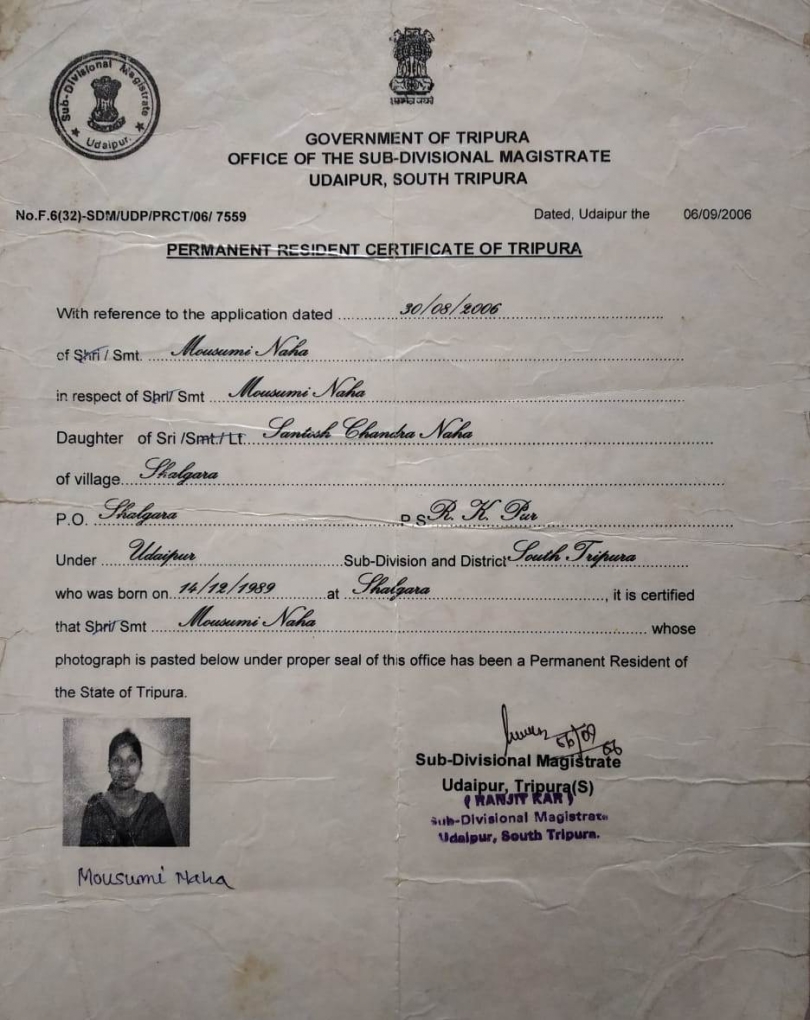 Sub-Divisional Magistrate
★ Udaipur. ★
सत्यमेव जयते
GOVERNMENT OF TRIPURA
OFFICE OF THE SUB-DIVISIONAL MAGISTRATE
UDAIPUR, SOUTH TRIPURA
No.F.6(32)-SDM/UDP/PRCT/06/ 7559 Dated, Udaipur the 06/09/2006
PERMANENT RESIDENT CERTIFICATE OF TRIPURA
With reference to the application dated 30/08/2006
of Shri / Smt. Mousumi Naha
in respect of Shri/ Smt Mousumi Naha
Daughter of Sri /Smt./ Lt. Santosh Chandra Naha
of village Shalgara
P.O. Shalgara P.S R. K. Pur
Under Udaipur Sub-Division and District South Tripura
who was born on 14/12/1989 at Shalgara, it is certified
that Shri/ Smt Mousumi Naha whose
photograph is pasted below under proper seal of this office has been a Permanent Resident of
the State of Tripura.
06/09/06
Sub-Divisional Magistrate
Udaipur, Tripura(S)
( RANJIT KAR )
Sub-Divisional Magistrate
Udaipur, South Tripura.
Mousumi Naha